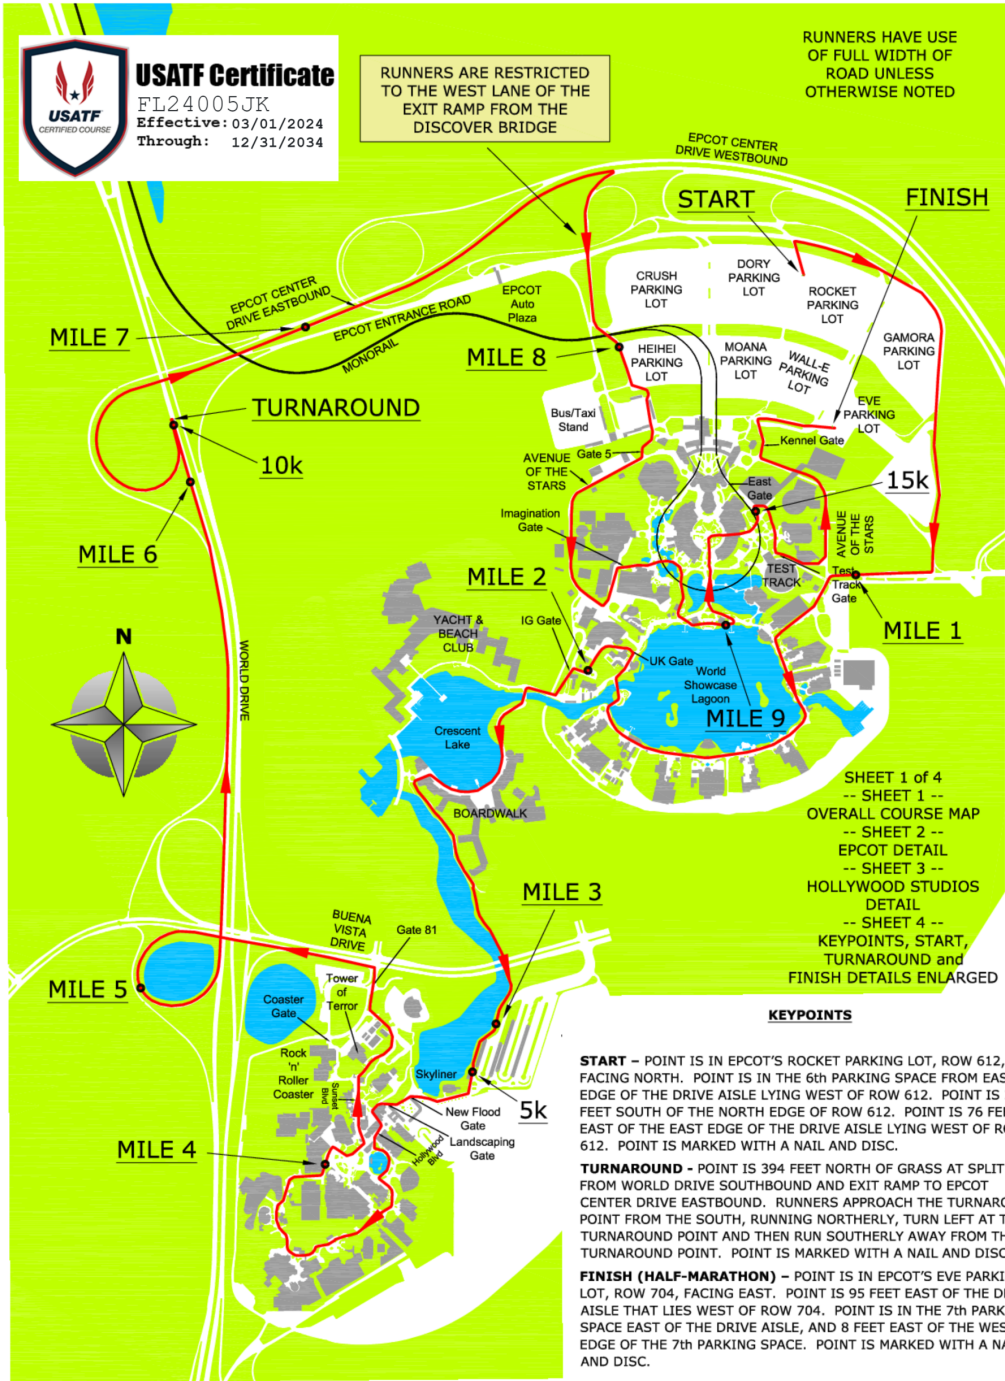 USATF
CERTIFIED COURSE
USATF Certificate
FL24005JK
Effective: 03/01/2024
Through: 12/31/2034
RUNNERS ARE RESTRICTED
TO THE WEST LANE OF THE
EXIT RAMP FROM THE
DISCOVER BRIDGE
RUNNERS HAVE USE
OF FULL WIDTH OF
ROAD UNLESS
OTHERWISE NOTED
EPCOT CENTER
DRIVE WESTBOUND
START
FINISH
EPCOT CENTER
DRIVE EASTBOUND
EPCOT ENTRANCE ROAD
MONORAIL
EPCOT
Auto
Plaza
CRUSH
PARKING
LOT
DORY
PARKING
LOT
ROCKET
PARKING
LOT
GAMORA
PARKING
LOT
MILE 7
MILE 8
HEIHEI
PARKING
LOT
MOANA
PARKING
LOT
WALL-E
PARKING
LOT
EVE
PARKING
LOT
TURNAROUND
10k
Bus/Taxi
Stand
Gate 5
Kennel Gate
AVENUE
OF THE
STARS
East
Gate
15k
MILE 6
Imagination
Gate
AVENUE
OF THE
STARS
TEST
TRACK
Test
Track
Gate
MILE 2
MILE 1
IG Gate
UK Gate
YACHT &
BEACH
CLUB
World
Showcase
Lagoon
MILE 9
N
WORLD DRIVE
Crescent
Lake
BOARDWALK
SHEET 1 of 4
-- SHEET 1 --
OVERALL COURSE MAP
-- SHEET 2 --
EPCOT DETAIL
-- SHEET 3 --
HOLLYWOOD STUDIOS
DETAIL
-- SHEET 4 --
KEYPOINTS, START,
TURNAROUND and
FINISH DETAILS ENLARGED
MILE 3
BUENA
VISTA
DRIVE
Gate 81
MILE 5
Tower
of
Terror
Coaster
Gate
Rock
'n'
Roller
Coaster
Sunset
Blvd
Skyliner
5k
New Flood
Gate
Landscaping
Gate
Hollywood
Blvd
MILE 4
KEYPOINTS
START – POINT IS IN EPCOT'S ROCKET PARKING LOT, ROW 612,
FACING NORTH. POINT IS IN THE 6th PARKING SPACE FROM
EDGE OF THE DRIVE AISLE LYING WEST OF ROW 612. POINT IS
FEET SOUTH OF THE NORTH EDGE OF ROW 612. POINT IS 76
EAST OF THE EAST EDGE OF THE DRIVE AISLE LYING WEST OF
612. POINT IS MARKED WITH A NAIL AND DISC.
TURNAROUND - POINT IS 394 FEET NORTH OF GRASS AT SPLIT
FROM WORLD DRIVE SOUTHBOUND AND EXIT RAMP TO EPCOT
CENTER DRIVE EASTBOUND. RUNNERS APPROACH THE
POINT FROM THE SOUTH, RUNNING NORTHERLY, TURN LEFT AT
TURNAROUND POINT AND THEN RUN SOUTHERLY AWAY FROM
TURNAROUND POINT. POINT IS MARKED WITH A NAIL AND
FINISH (HALF-MARATHON) – POINT IS IN EPCOT'S EVE
LOT, ROW 704, FACING EAST. POINT IS 95 FEET EAST OF THE
AISLE THAT LIES WEST OF ROW 704. POINT IS IN THE 7th
SPACE EAST OF THE DRIVE AISLE, AND 8 FEET EAST OF THE
EDGE OF THE 7th PARKING SPACE. POINT IS MARKED WITH A
AND DISC.